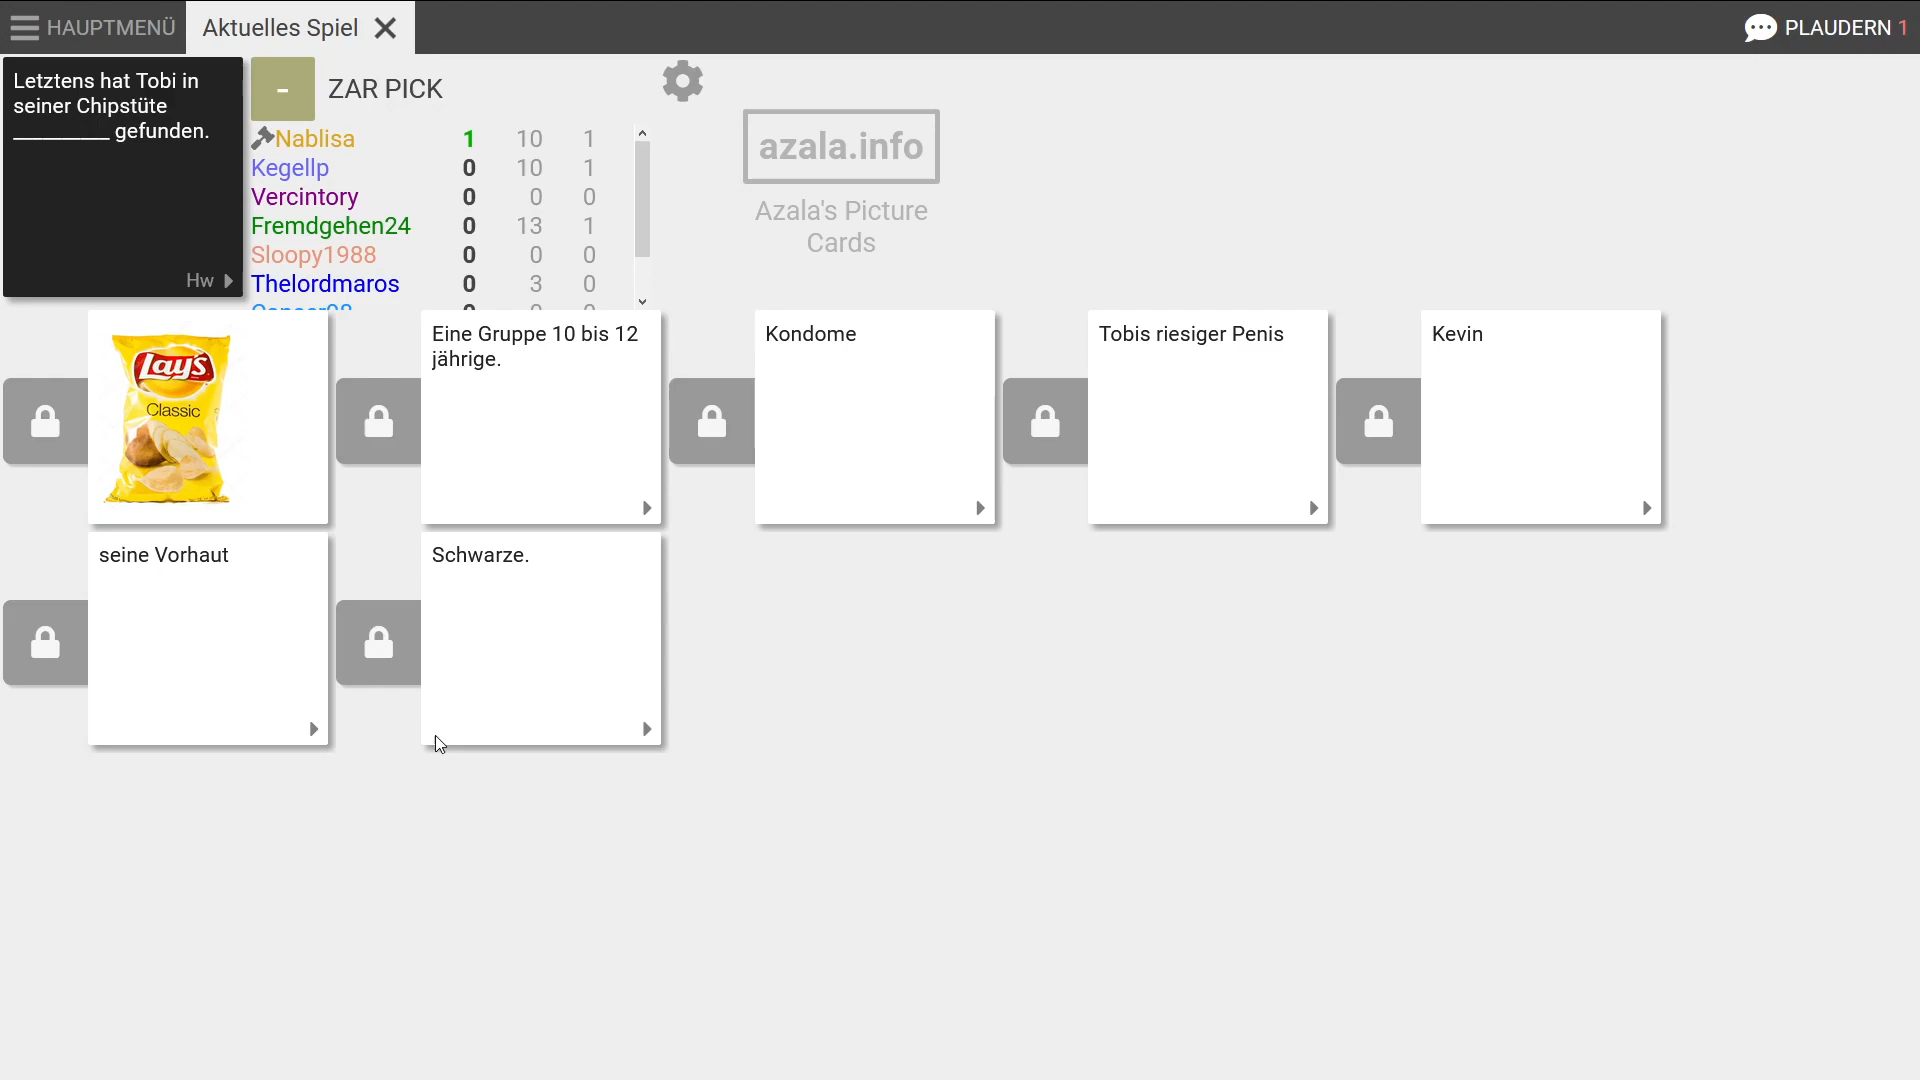 HAUPTMENÜ
Aktuelles Spiel
PLAUDERN 1
Letztens hat Tobi in
seiner Chipstüte
________ gefunden.
Hw
-
ZAR PICK
Nablisa 1 10 1
Kegellp 0 10 1
Vercintory 0 0 0
Fremdgehen24 0 13 1
Sloopy1988 0 0 0
Thelordmaros 0 3 0
azala.info
Azala's Picture
Cards
Lay's
Classic
Eine Gruppe 10 bis 12
jährige.
Kondome
Tobis riesiger Penis
Kevin
seine Vorhaut
Schwarze.